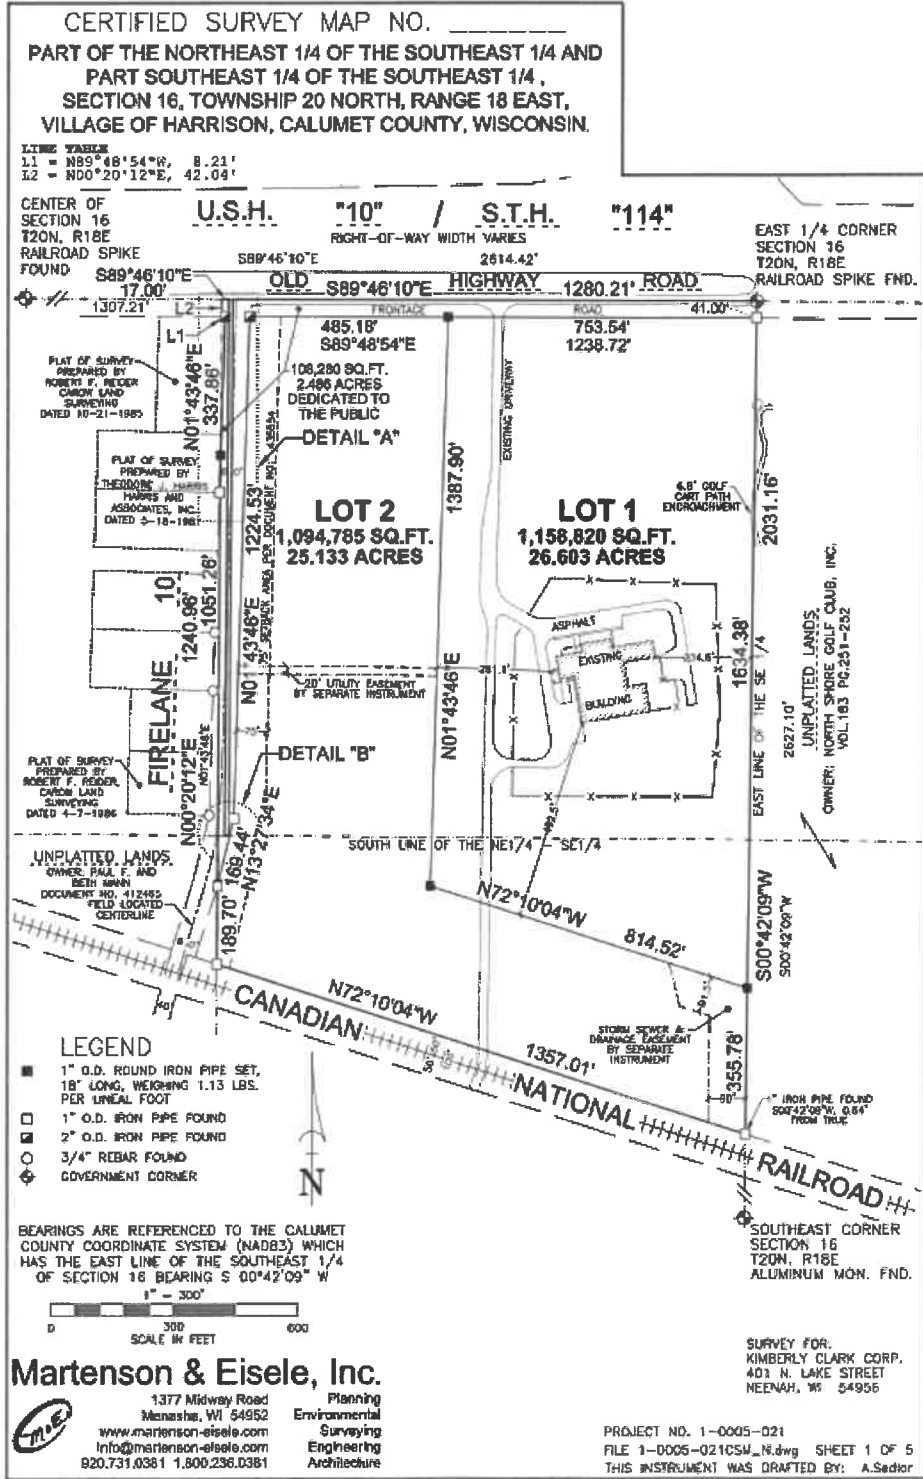 CERTIFIED SURVEY MAP NO. ______
PART OF THE NORTHEAST 1/4 OF THE SOUTHEAST 1/4 AND
PART SOUTHEAST 1/4 OF THE SOUTHEAST 1/4 ,
SECTION 16, TOWNSHIP 20 NORTH, RANGE 18 EAST,
VILLAGE OF HARRISON, CALUMET COUNTY, WISCONSIN.
LINE TABLE
L1 = N89°48'54"W, 8.21'
L2 = N00°20'12"E, 42.04'
CENTER OF
SECTION 16
T20N, R18E
RAILROAD SPIKE
FOUND
U.S.H. "10" / S.T.H. "114"
RIGHT-OF-WAY WIDTH VARIES
EAST 1/4 CORNER
SECTION 16
T20N, R18E
RAILROAD SPIKE FND.
S89°46'10"E 2614.42'
S89°46'10"E
17.00'
1307.21'
OLD HIGHWAY ROAD
S89°46'10"E 1280.21'
L2
L1
FRONTAGE ROAD
41.00'
485.18'
S89°48'54"E
753.54'
1238.72'
PLAT OF SURVEY
PREPARED BY
ROBERT F. REIDER
CAROW LAND
SURVEYING
DATED 10-21-1985
N01°43'46"E
337.86'
108,280 SQ.FT.
2.486 ACRES
DEDICATED TO
THE PUBLIC
DETAIL "A"
EXISTING DRIVEWAY
PLAT OF SURVEY
PREPARED BY
THEODORE J. HARRIS
HARRIS AND
ASSOCIATES, INC.
1224.53'
1387.90'
6.8' GOLF
CART PATH
ENCROACHMENT
2031.16'
LOT 2
1,094,785 SQ.FT.
25.133 ACRES
LOT 1
1,158,820 SQ.FT.
26.603 ACRES
FIRELANE 10
1240.96'
1051.26'
N01°43'46"E
75' SETBACK AREA PER DOCUMENT NO.
20' UTILITY EASEMENT
BY SEPARATE INSTRUMENT
ASPHALT
EXISTING
BUILDING
281.8'
N01°43'46"E
1634.38'
EAST LINE OF THE SE 1/4
2627.10'
UNPLATTED LANDS
OWNER: NORTH SHORE GOLF CLUB, INC.
VOL.183 PG.251-252
75'
DETAIL "B"
PLAT OF SURVEY
PREPARED BY
ROBERT F. REIDER,
CAROW LAND
SURVEYING
DATED 4-7-1986
N00°20'12"E
N01°43'46"E
SOUTH LINE OF THE NE1/4 - SE1/4
UNPLATTED LANDS
OWNER: PAUL F. AND
BETH MANN
DOCUMENT NO. 412465
FIELD LOCATED
CENTERLINE
189.70'
169.44'
N13°27'34"E
N72°10'04"W
814.52'
S00°42'09"W
S00°42'09"W
N72°10'04"W
1357.01'
CANADIAN NATIONAL RAILROAD
STORM SEWER &
DRAINAGE EASEMENT
BY SEPARATE
INSTRUMENT
355.78'
1" IRON PIPE FOUND
S00°42'09"W, 0.64'
FROM TRUE
LEGEND
1" O.D. ROUND IRON PIPE SET,
18" LONG, WEIGHING 1.13 LBS.
PER LINEAL FOOT
1" O.D. IRON PIPE FOUND
2" O.D. IRON PIPE FOUND
3/4" REBAR FOUND
GOVERNMENT CORNER
N
SOUTHEAST CORNER
SECTION 16
T20N, R18E
ALUMINUM MON. FND.
BEARINGS ARE REFERENCED TO THE CALUMET
COUNTY COORDINATE SYSTEM (NAD83) WHICH
HAS THE EAST LINE OF THE SOUTHEAST 1/4
OF SECTION 16 BEARING S 00°42'09" W
1" = 300'
0 300 600
SCALE IN FEET
Martenson & Eisele, Inc.
M&E
1377 Midway Road
Menasha, WI 54952
www.martenson-eisele.com
info@martenson-eisele.com
920.731.0381 1.800.236.0381
Planning
Environmental
Surveying
Engineering
Architecture
SURVEY FOR:
KIMBERLY CLARK CORP.
401 N. LAKE STREET
NEENAH, WI 54956
PROJECT NO. 1-0005-021
FILE 1-0005-021CSM_N.dwg SHEET 1 OF 5
THIS INSTRUMENT WAS DRAFTED BY: A.Sedlar